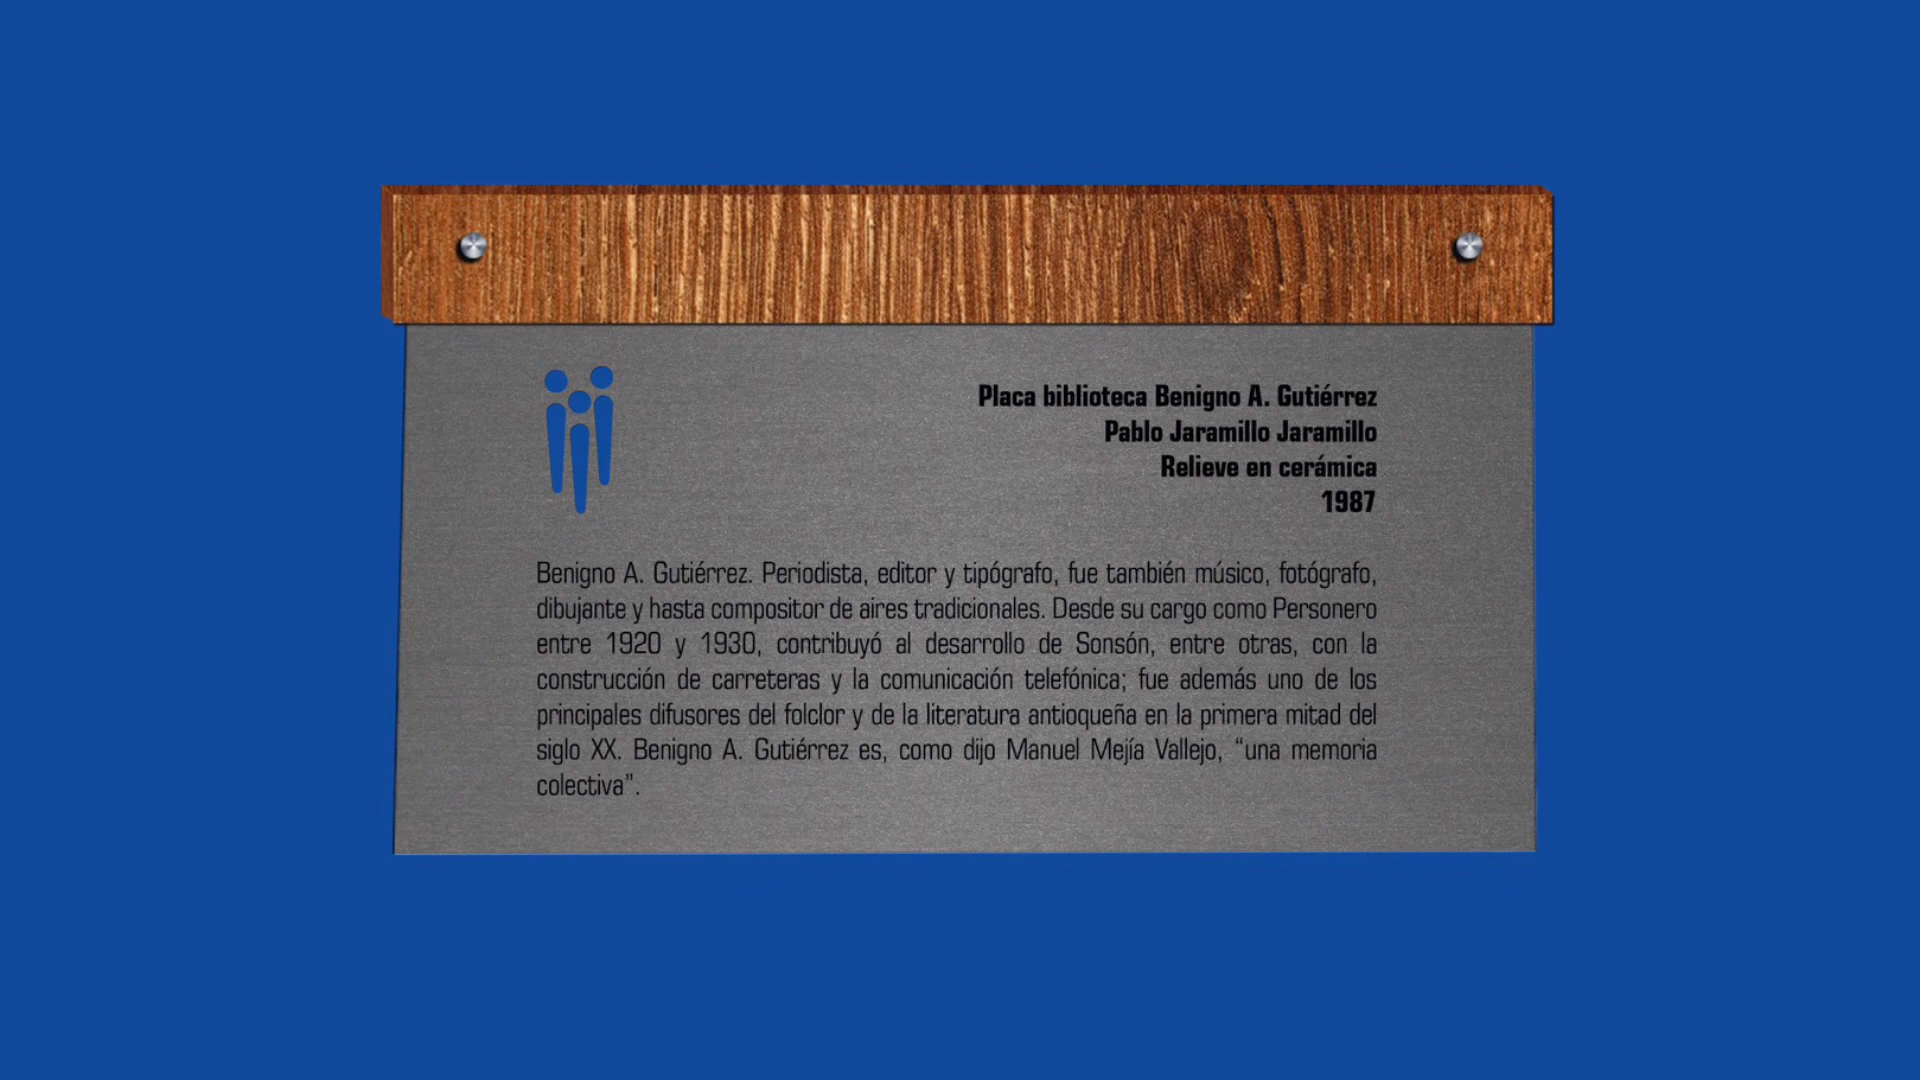 Placa biblioteca Benigno A. Gutiérrez
Pablo Jaramillo Jaramillo
Relieve en cerámica
1987
Benigno A. Gutiérrez. Periodista, editor y tipógrafo, fue también músico, fotógrafo,
dibujante y hasta compositor de aires tradicionales. Desde su cargo como Personero
entre 1920 y 1930, contribuyó al desarrollo de Sonsón, entre otras, con la
construcción de carreteras y la comunicación telefónica; fue además uno de los
principales difusores del folclor y de la literatura antioqueña en la primera mitad del
siglo XX. Benigno A. Gutiérrez es, como dijo Manuel Mejía Vallejo, “una memoria
colectiva”.